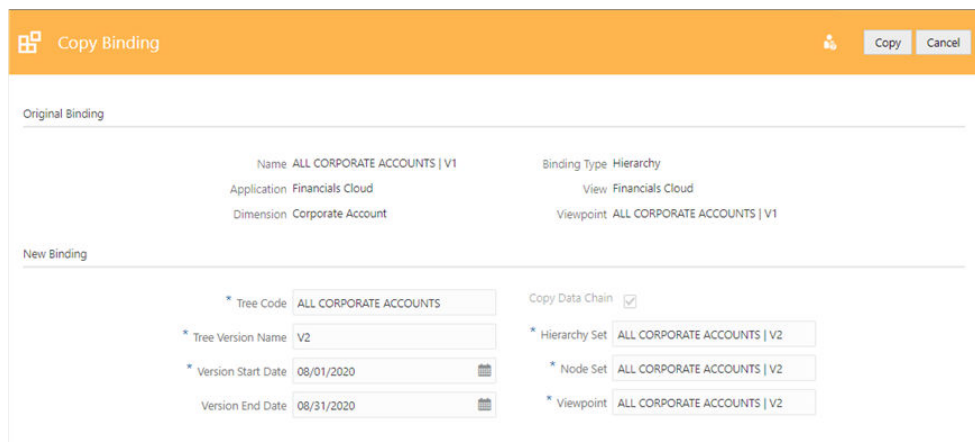 Copy Binding Copy Cancel
Original Binding
Name ALL CORPORATE ACCOUNTS | V1 Binding Type Hierarchy
Application Financials Cloud View Financials Cloud
Dimension Corporate Account Viewpoint ALL CORPORATE ACCOUNTS | V1
New Binding
* Tree Code ALL CORPORATE ACCOUNTS Copy Data Chain
* Tree Version Name V2 * Hierarchy Set ALL CORPORATE ACCOUNTS | V2
* Version Start Date 08/01/2020 * Node Set ALL CORPORATE ACCOUNTS | V2
Version End Date 08/31/2020 * Viewpoint ALL CORPORATE ACCOUNTS | V2